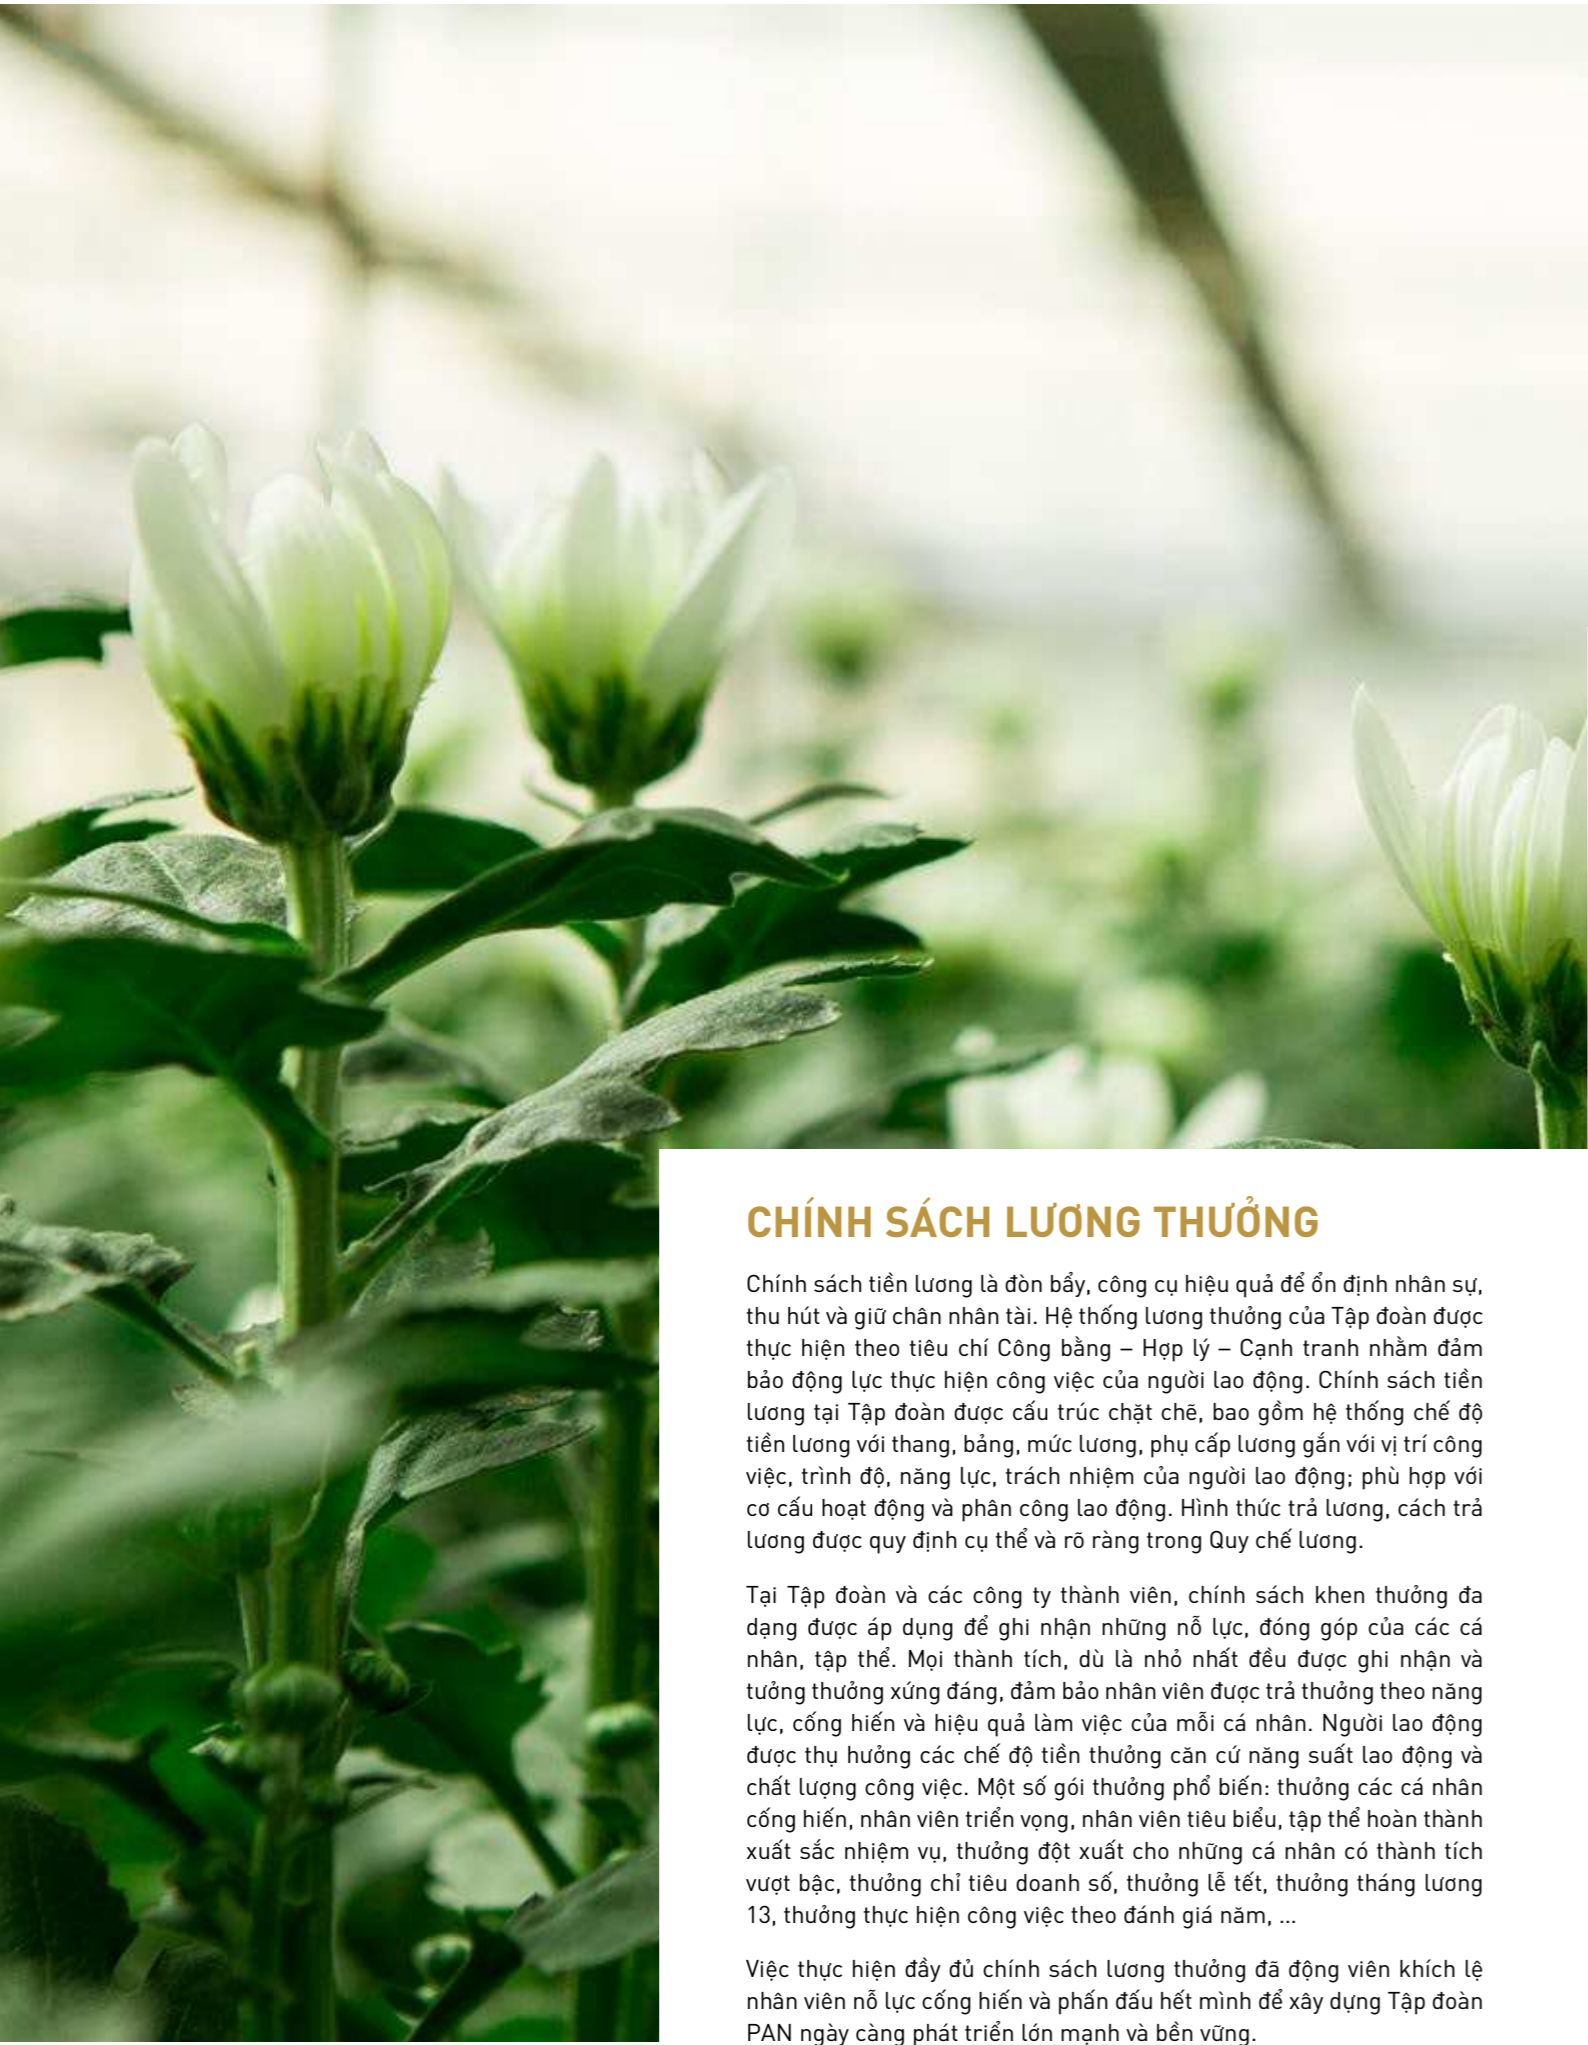 CHÍNH SÁCH LƯƠNG THƯỞNG
Chính sách tiền lương là đòn bẩy, công cụ hiệu quả để ổn định nhân sự,
thu hút và giữ chân nhân tài. Hệ thống lương thưởng của Tập đoàn được
thực hiện theo tiêu chí Công bằng – Hợp lý – Cạnh tranh nhằm đảm
bảo động lực thực hiện công việc của người lao động. Chính sách tiền
lương tại Tập đoàn được cấu trúc chặt chẽ, bao gồm hệ thống chế độ
tiền lương với thang, bảng, mức lương, phụ cấp lương gắn với vị trí công
việc, trình độ, năng lực, trách nhiệm của người lao động; phù hợp với
cơ cấu hoạt động và phân công lao động. Hình thức trả lương, cách trả
lương được quy định cụ thể và rõ ràng trong Quy chế lương.
Tại Tập đoàn và các công ty thành viên, chính sách khen thưởng đa
dạng được áp dụng để ghi nhận những nỗ lực, đóng góp của các cá
nhân, tập thể. Mọi thành tích, dù là nhỏ nhất đều được ghi nhận và
tưởng thưởng xứng đáng, đảm bảo nhân viên được trả thưởng theo năng
lực, cống hiến và hiệu quả làm việc của mỗi cá nhân. Người lao động
được thụ hưởng các chế độ tiền thưởng căn cứ năng suất lao động và
chất lượng công việc. Một số gói thưởng phổ biến: thưởng các cá nhân
cống hiến, nhân viên triển vọng, nhân viên tiêu biểu, tập thể hoàn thành
xuất sắc nhiệm vụ, thưởng đột xuất cho những cá nhân có thành tích
vượt bậc, thưởng chỉ tiêu doanh số, thưởng lễ tết, thưởng tháng lương
13, thưởng thực hiện công việc theo đánh giá năm, ...
Việc thực hiện đầy đủ chính sách lương thưởng đã động viên khích lệ
nhân viên nỗ lực cống hiến và phấn đấu hết mình để xây dựng Tập đoàn
PAN ngày càng phát triển lớn mạnh và bền vững.